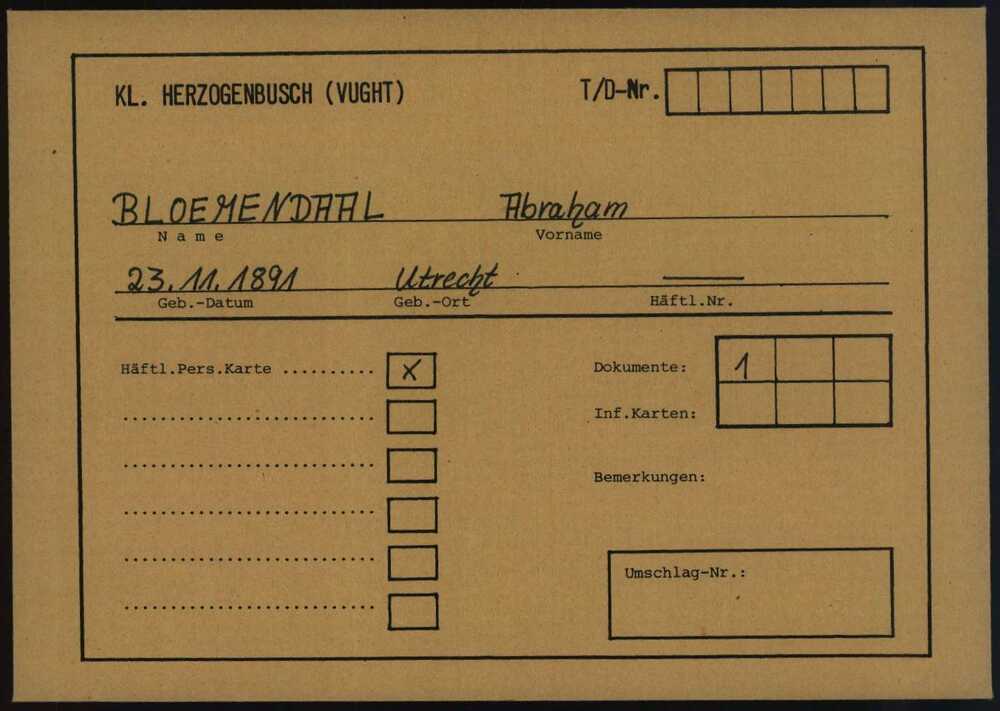 KL. HERZOGENBUSCH (VUGHT) T/D-Nr.
BLOEMENDAAL Abraham
Name Vorname
23.11.1891 Utrecht —
Geb.-Datum Geb.-Ort Häftl.Nr.
Häftl.Pers.Karte .......... X Dokumente: 1
Inf.Karten:
Bemerkungen:
Umschlag-Nr.: